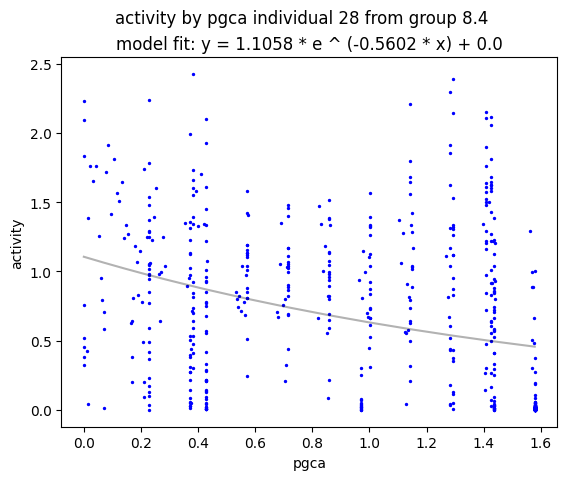 activity by pgca individual 28 from group 8.4
model fit: y = 1.1058 * e ^ (-0.5602 * x) + 0.0
2.5
2.0
1.5
1.0
0.5
0.0
activity
0.0 0.2 0.4 0.6 0.8 1.0 1.2 1.4 1.6
pgca